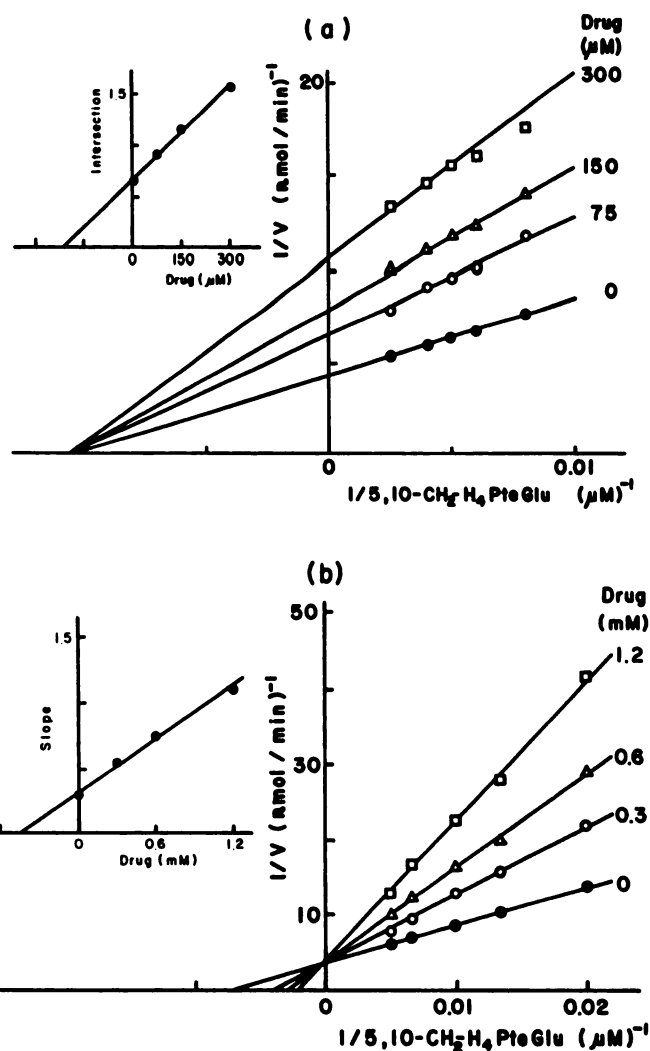 (a)
Drug
(μM)
300
150
75
0
20
1/V (nmol/min)⁻¹
0
0.01
1/5,10-CH₂-H₄PteGlu (μM)⁻¹
1.5
Intersection
0
150
300
Drug (μM)
(b)
Drug
(mM)
1.2
0.6
0.3
0
50
30
10
1/V (nmol/min)⁻¹
0
0.01
0.02
1/5,10-CH₂-H₄PteGlu (μM)⁻¹
1.5
Slope
0
0.6
1.2
Drug (mM)